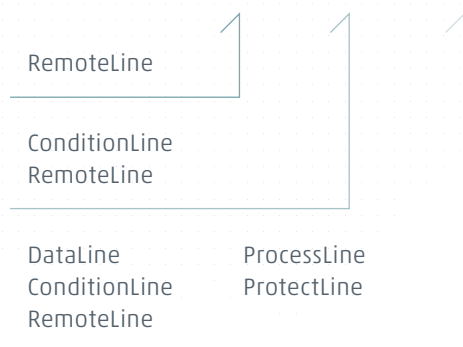 RemoteLine
ConditionLine
RemoteLine
DataLine
ConditionLine
RemoteLine
ProcessLine
ProtectLine